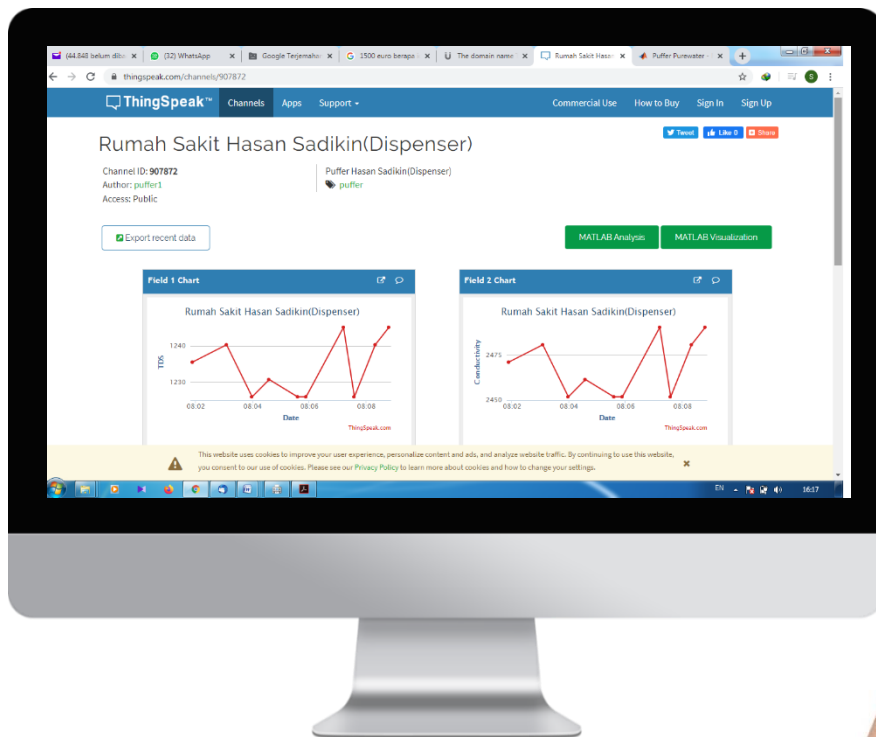 (44.848 belum diba
(32) WhatsApp
Google Terjemahan
1500 euro berapa
The domain name
Rumah Sakit Hasan
Puffer Purewater -
thingspeak.com/channels/907872
S
ThingSpeak™ Channels Apps Support Commercial Use How to Buy Sign In Sign Up
Tweet Like 0 Share
Rumah Sakit Hasan Sadikin(Dispenser)
Channel ID: 907872
Author: puffer1
Access: Public
Puffer Hasan Sadikin(Dispenser)
puffer
Export recent data
MATLAB Analysis
MATLAB Visualization
Field 1 Chart
Rumah Sakit Hasan Sadikin(Dispenser)
TDS
1240
1230
08:02 08:04 08:06 08:08
Date
ThingSpeak.com
Field 2 Chart
Rumah Sakit Hasan Sadikin(Dispenser)
Conductivity
2475
2450
08:02 08:04 08:06 08:08
Date
ThingSpeak.com
This website uses cookies to improve your user experience, personalize content and ads, and analyze website traffic. By continuing to use this website,
you consent to our use of cookies. Please see our Privacy Policy to learn more about cookies and how to change your settings.
EN
16:17